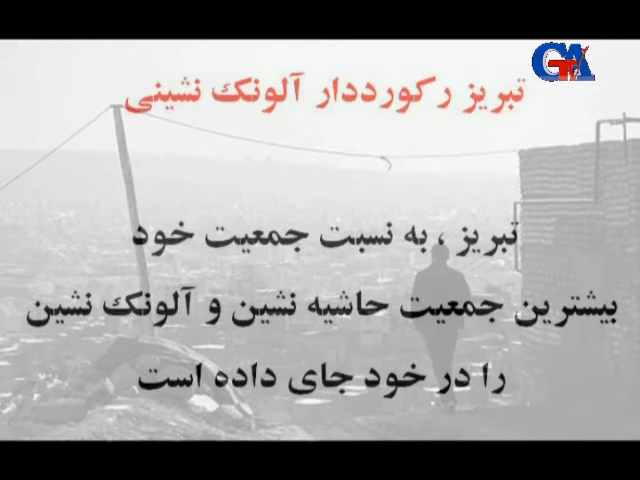 GATV
تبریز رکورددار آلونک نشینی
تبریز ، به نسبت جمعیت خود
بیشترین جمعیت حاشیه نشین و آلونک نشین
را در خود جای داده است